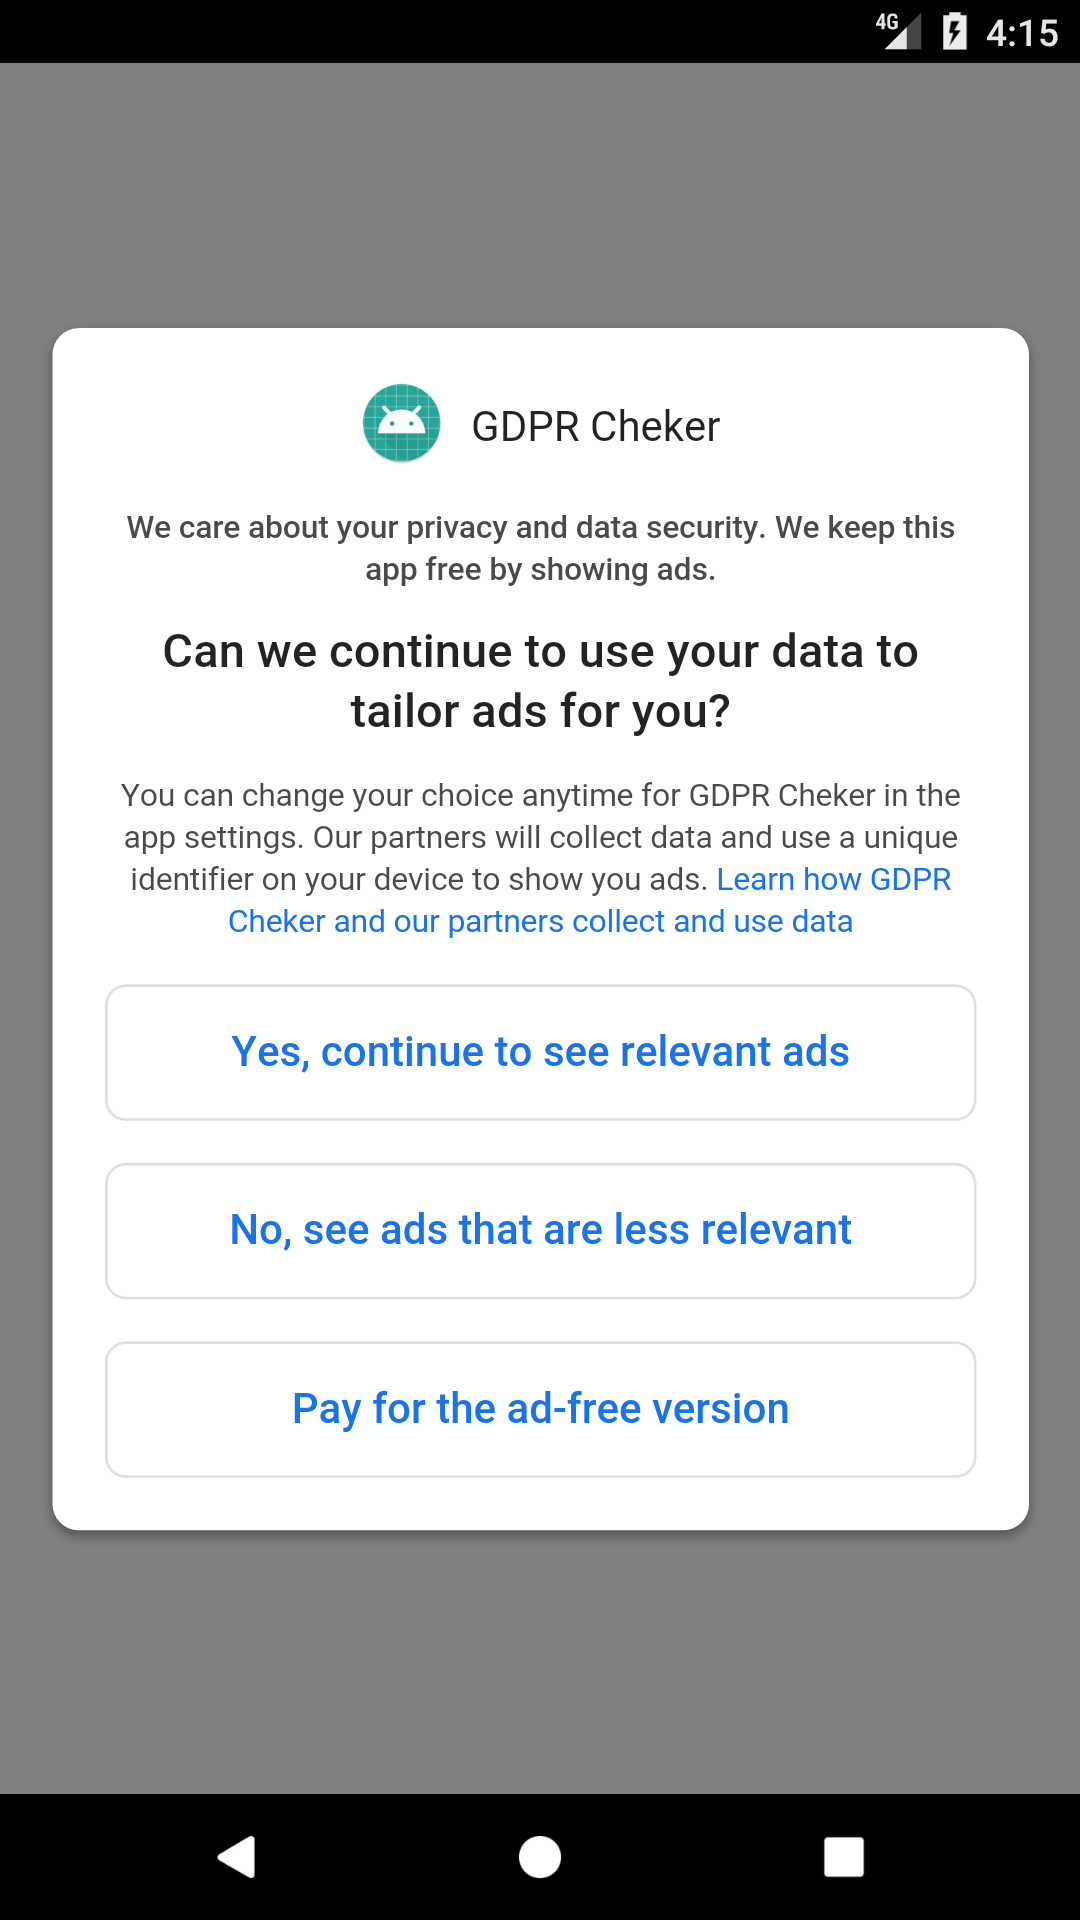 4G 4:15
GDPR Cheker
We care about your privacy and data security. We keep this
app free by showing ads.
Can we continue to use your data to
tailor ads for you?
You can change your choice anytime for GDPR Cheker in the
app settings. Our partners will collect data and use a unique
identifier on your device to show you ads. Learn how GDPR
Cheker and our partners collect and use data
Yes, continue to see relevant ads
No, see ads that are less relevant
Pay for the ad-free version